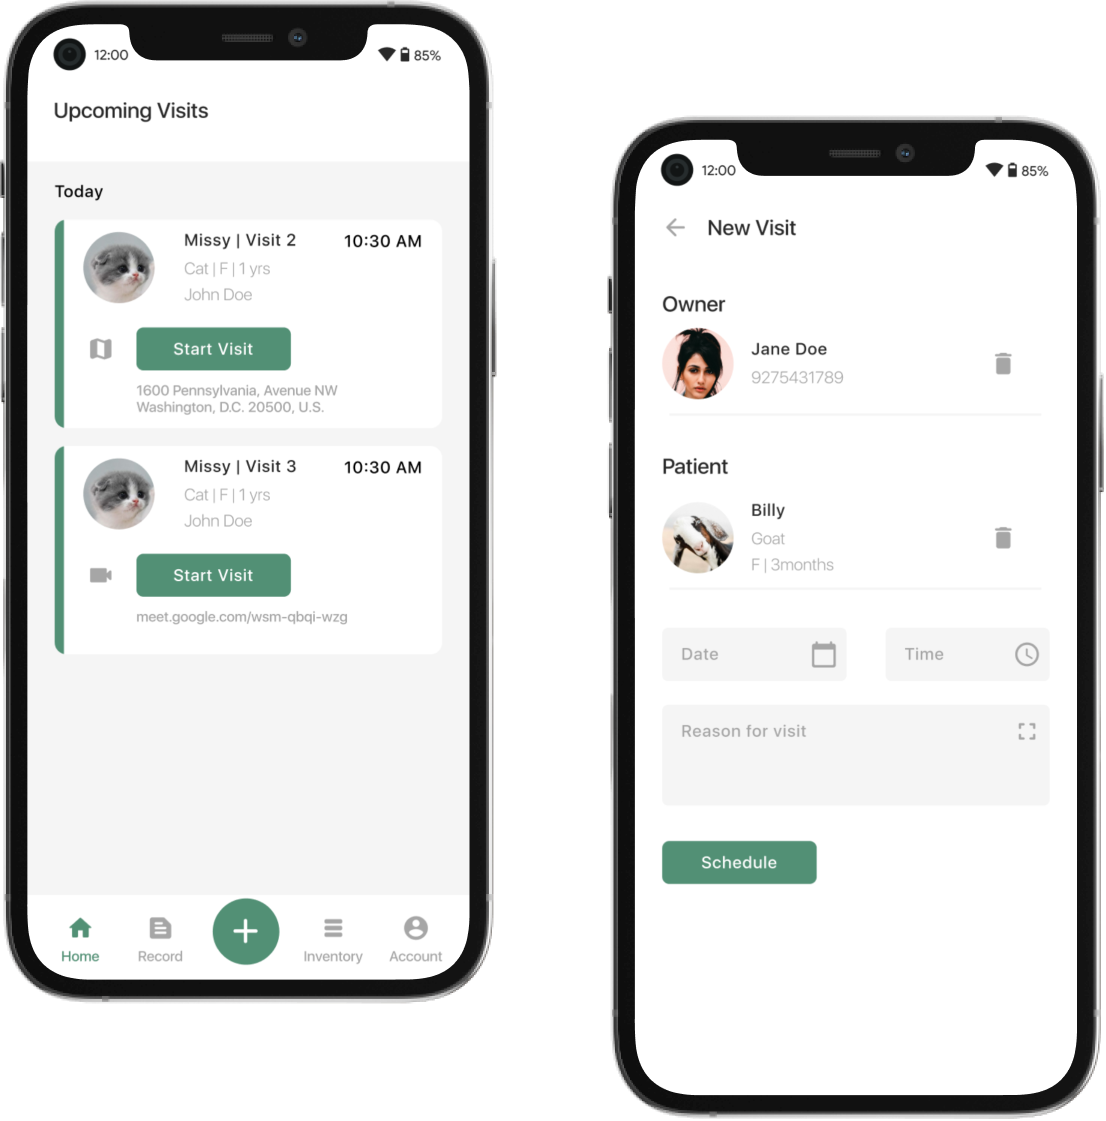 12:00
85%
Upcoming Visits
Today
Missy | Visit 2
10:30 AM
Cat | F | 1 yrs
John Doe
Start Visit
1600 Pennsylvania, Avenue NW
Washington, D.C. 20500, U.S.
Missy | Visit 3
10:30 AM
Cat | F | 1 yrs
John Doe
Start Visit
meet.google.com/wsm-qbqi-wzg
Home
Record
Inventory
Account
12:00
85%
New Visit
Owner
Jane Doe
9275431789
Patient
Billy
Goat
F | 3months
Date
Time
Reason for visit
Schedule